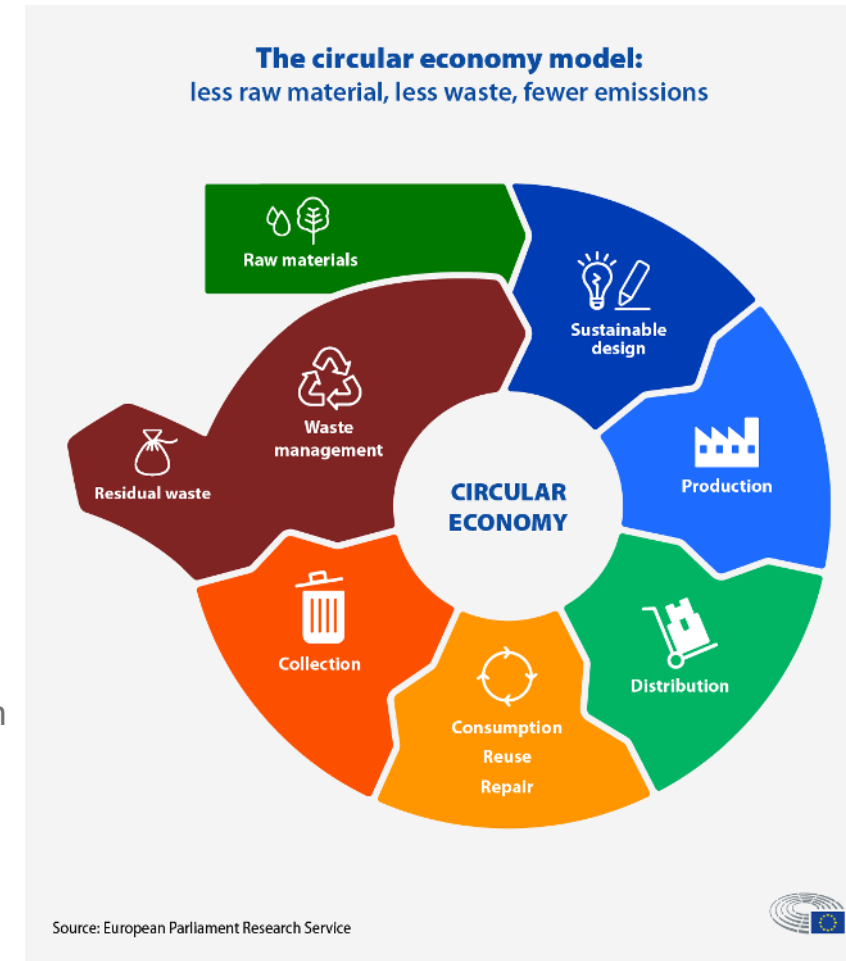 The circular economy model:
less raw material, less waste, fewer emissions
Raw materials
Sustainable
design
Production
Distribution
Consumption
Reuse
Repair
Collection
Waste
management
Residual waste
CIRCULAR
ECONOMY
Source: European Parliament Research Service